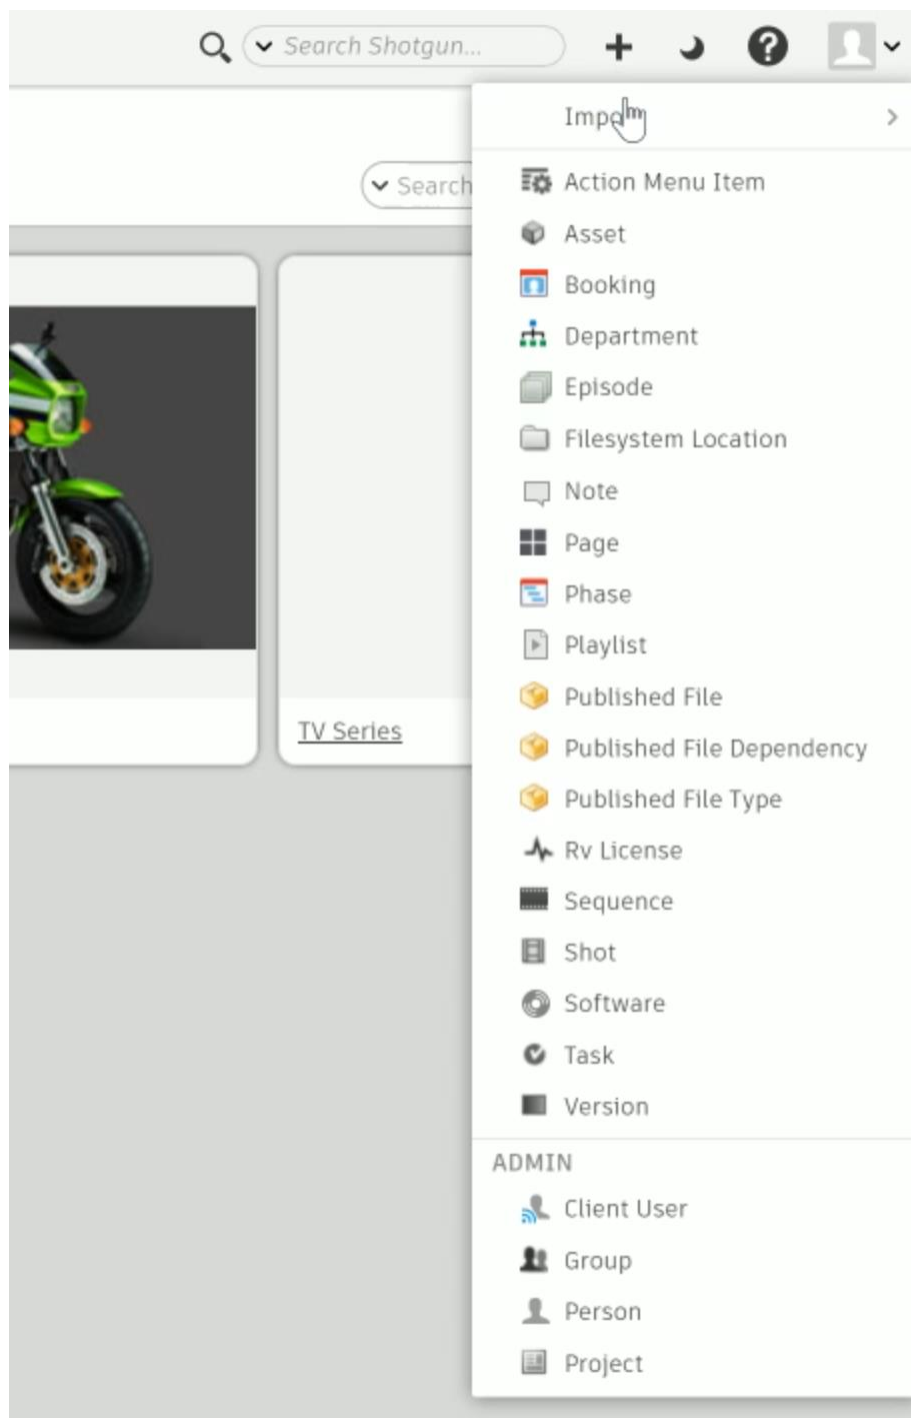 Search Shotgun...
Search
Action Menu Item
Asset
Booking
Department
Episode
Filesystem Location
Note
Page
Phase
Playlist
Published File
TV Series
Published File Dependency
Published File Type
Rv License
Sequence
Shot
Software
Task
Version
ADMIN
Client User
Group
Person
Project